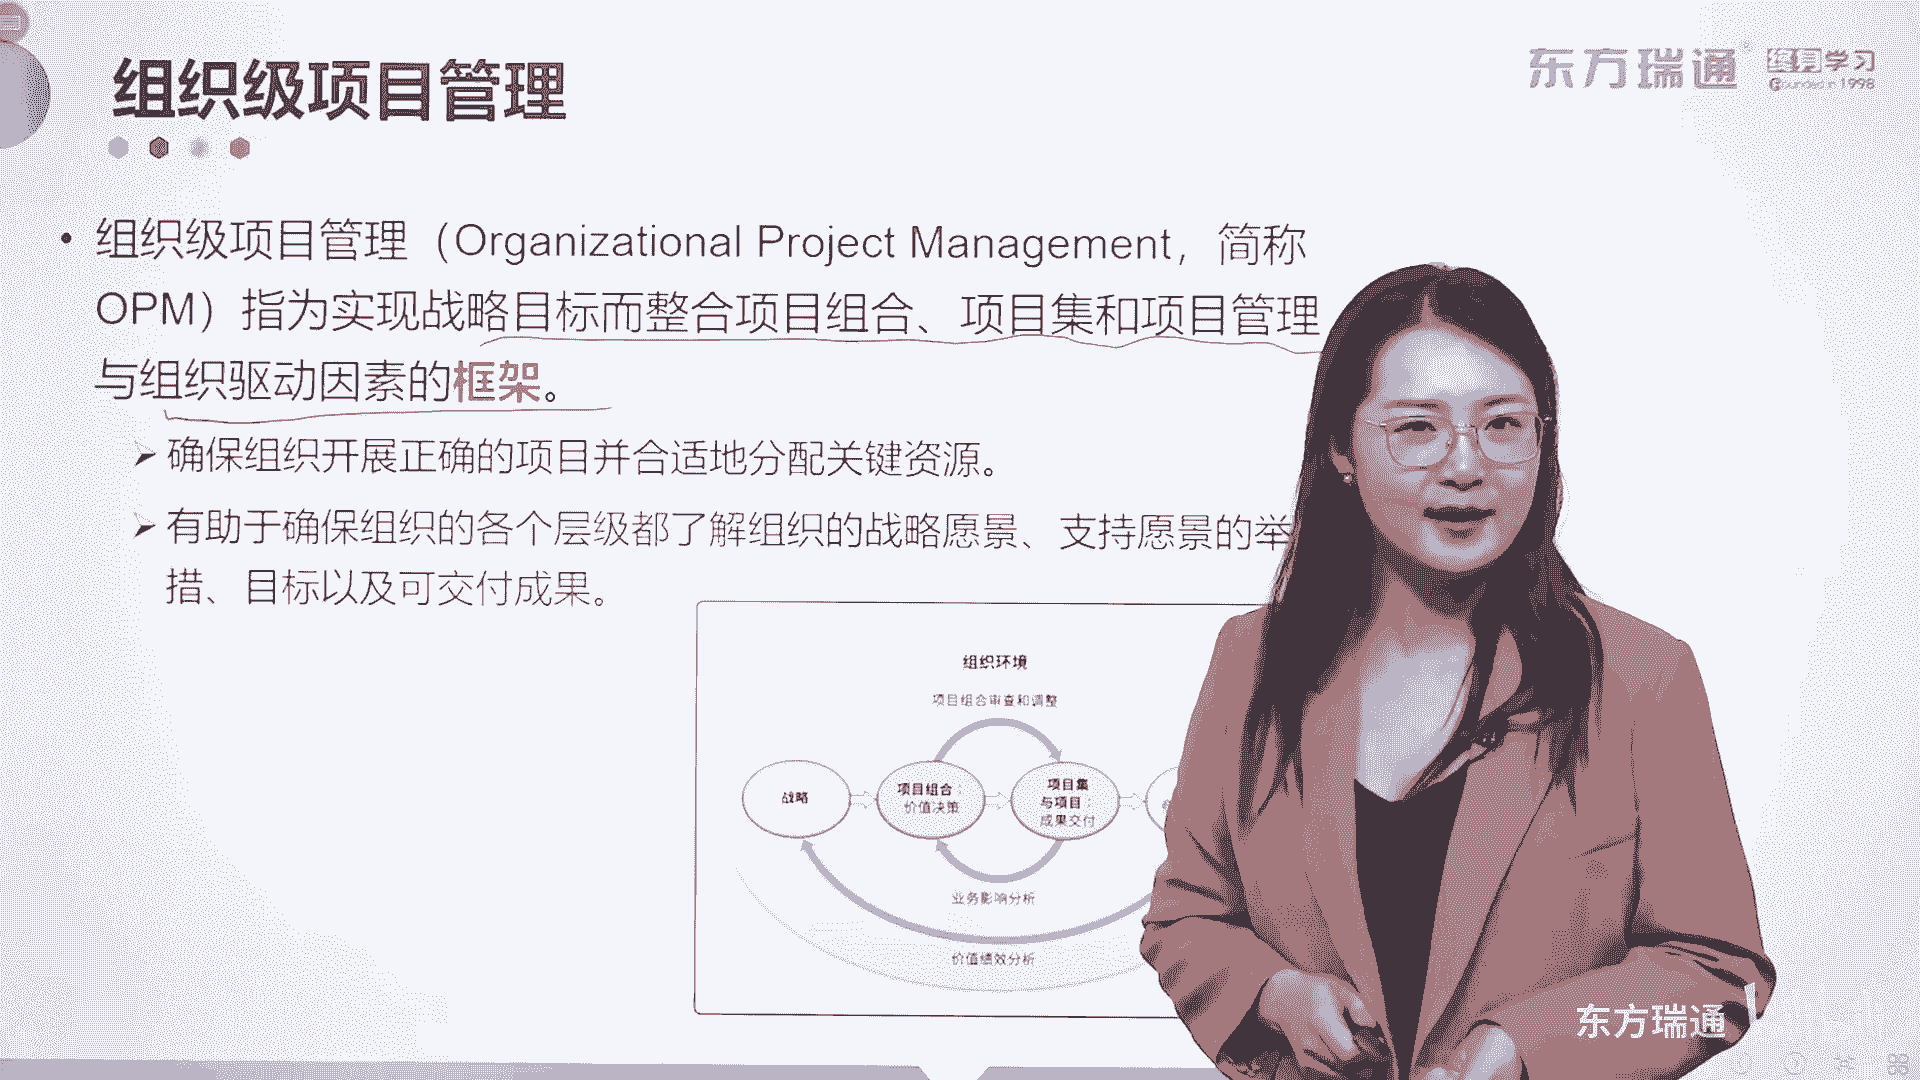 组织级项目管理
东方瑞通
终身学习
Founded in 1998
• 组织级项目管理（Organizational Project Management，简称
OPM）指为实现战略目标而整合项目组合、项目集和项目管理
与组织驱动因素的框架。
➢ 确保组织开展正确的项目并合适地分配关键资源。
➢ 有助于确保组织的各个层级都了解组织的战略愿景、支持愿景的举
措、目标以及可交付成果。
组织环境
项目组合审查和调整
战略
项目组合：
价值决策
项目集
与项目：
成果交付
业务影响分析
价值绩效分析
东方瑞通